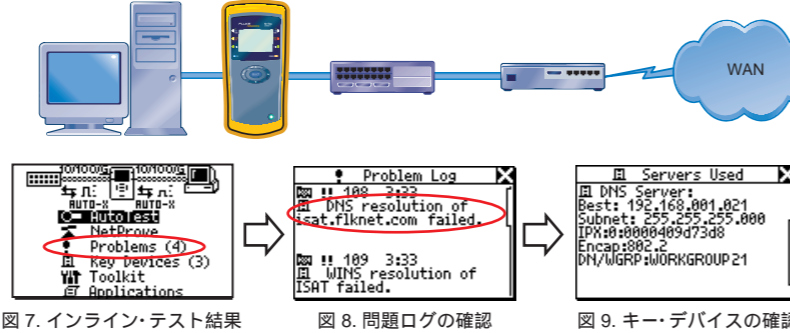 WAN
10/100/G 10/100/G
AUTO-X AUTO-X
AutoTest
NetProve
Problems (4)
Key Devices (3)
Toolkit
Applications
Problem Log
!! 108 3:33
DNS resolution of
isat.flknet.com failed.
!! 109 3:33
WINS resolution of
ISAT failed.
Servers Used
DNS Server:
Best: 192.168.001.021
Subnet: 255.255.255.000
IPX:0:0000409d73d8
Encap:802.2
DN/WGRP:WORKGROUP21
図 7. インライン・テスト結果
図 8. 問題ログの確認
図 9. キー・デバイスの確認